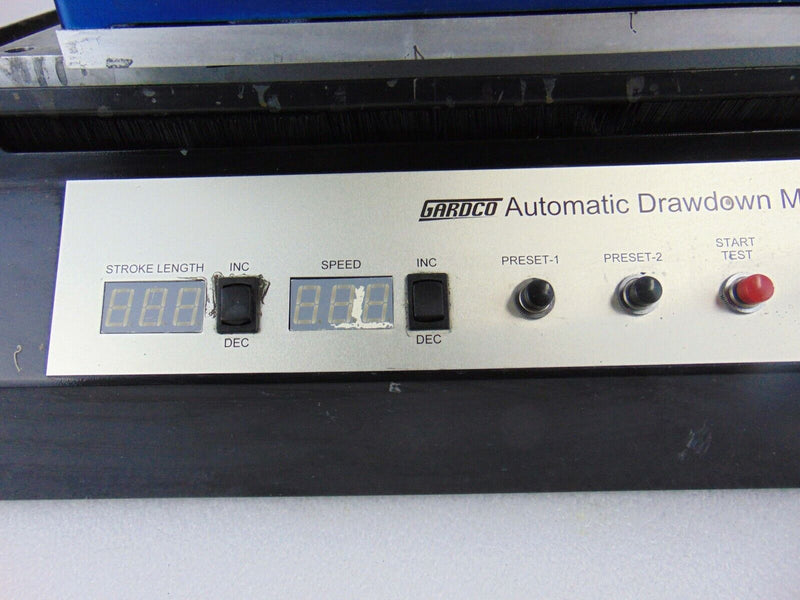 GARDCO Automatic Drawdown M
STROKE LENGTH
INC
DEC
SPEED
INC
DEC
PRESET-1
PRESET-2
START
TEST